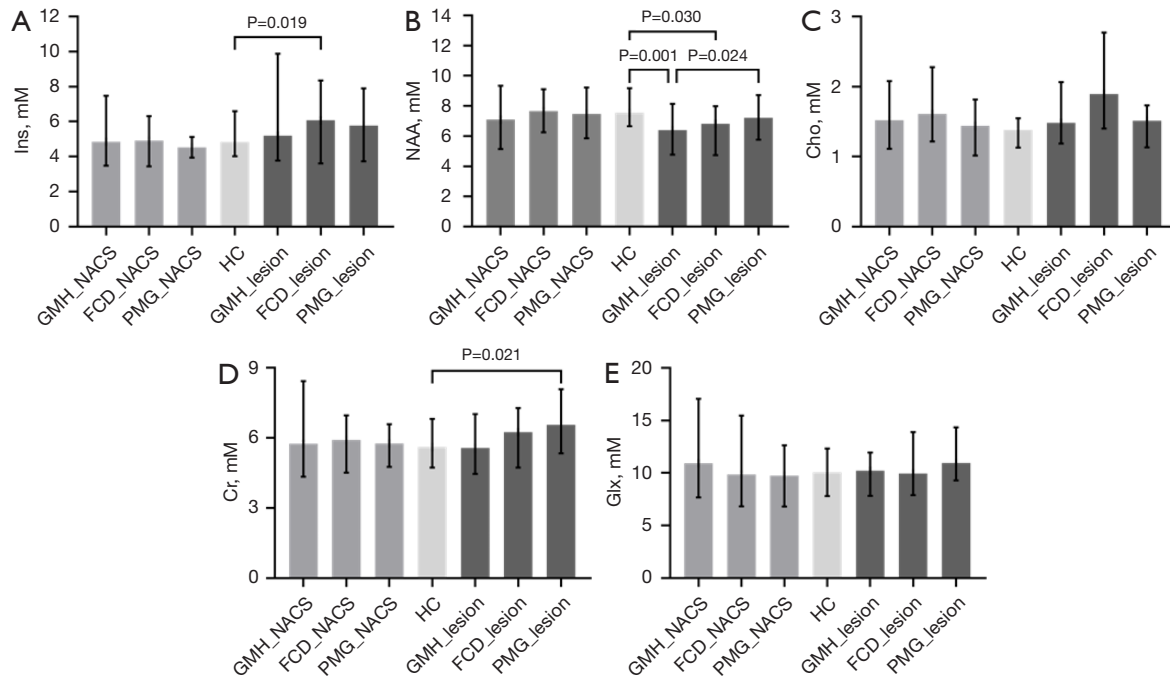 A
P=0.019
Ins, mM
12
10
8
6
4
2
0
GMH_NACS
FCD_NACS
PMG_NACS
HC
GMH_lesion
FCD_lesion
PMG_lesion
B
P=0.030
P=0.001
P=0.024
NAA, mM
14
12
10
8
6
4
2
0
GMH_NACS
FCD_NACS
PMG_NACS
HC
GMH_lesion
FCD_lesion
PMG_lesion
C
Cho, mM
3
2
1
0
GMH_NACS
FCD_NACS
PMG_NACS
HC
GMH_lesion
FCD_lesion
PMG_lesion
D
P=0.021
Cr, mM
9
6
3
0
GMH_NACS
FCD_NACS
PMG_NACS
HC
GMH_lesion
FCD_lesion
PMG_lesion
E
Glx, mM
20
15
10
5
0
GMH_NACS
FCD_NACS
PMG_NACS
HC
GMH_lesion
FCD_lesion
PMG_lesion